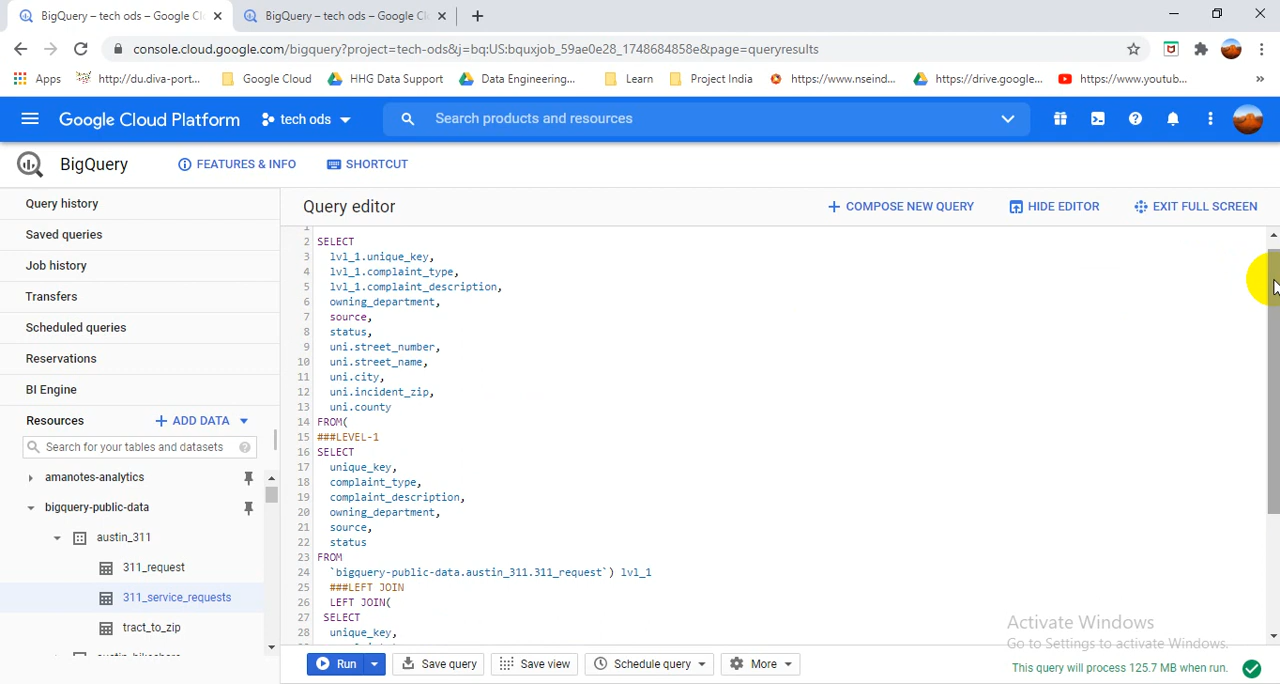 BigQuery – tech ods – Google Cl
BigQuery – tech ods – Google C
console.cloud.google.com/bigquery?project=tech-ods&j=bq:US:bquxjob_59ae0e28_1748684858e&page=queryresults
Apps http://du.diva-port... Google Cloud HHG Data Support Data Engineering... Learn Project India https://www.nseind... https://drive.google... https://www.youtub... »
Google Cloud Platform tech ods Search products and resources
BigQuery FEATURES & INFO SHORTCUT
Query history
Saved queries
Job history
Transfers
Scheduled queries
Reservations
BI Engine
Resources + ADD DATA
Search for your tables and datasets
amanotes-analytics
bigquery-public-data
austin_311
311_request
311_service_requests
tract_to_zip
Query editor + COMPOSE NEW QUERY HIDE EDITOR EXIT FULL SCREEN
1
2 SELECT
3 lvl_1.unique_key,
4 lvl_1.complaint_type,
5 lvl_1.complaint_description,
6 owning_department,
7 source,
8 status,
9 uni.street_number,
10 uni.street_name,
11 uni.city,
12 uni.incident_zip,
13 uni.county
14 FROM(
15 ###LEVEL-1
16 SELECT
17 unique_key,
18 complaint_type,
19 complaint_description,
20 owning_department,
21 source,
22 status
23 FROM
24 `bigquery-public-data.austin_311.311_request`) lvl_1
25 ###LEFT JOIN
26 LEFT JOIN(
27 SELECT
28 unique_key,
Activate Windows
Go to Settings to activate Windows.
Run Save query Save view Schedule query More
This query will process 125.7 MB when run.